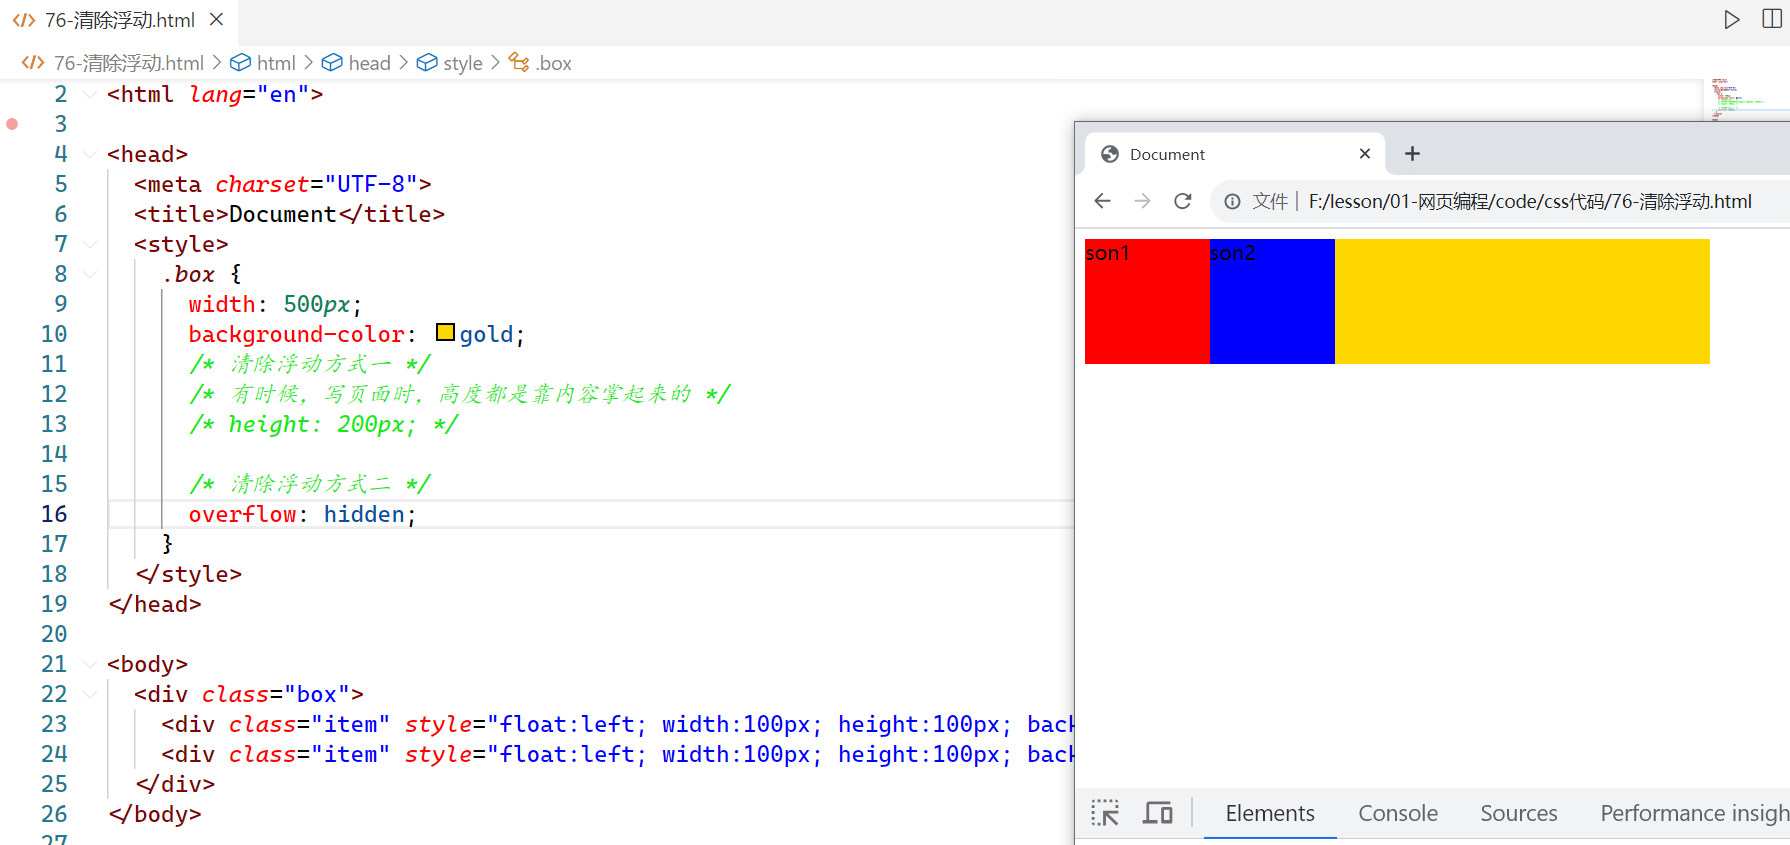 76-清除浮动.html
76-清除浮动.html > html > head > style > .box
2 <html lang="en">
3
4 <head>
5 <meta charset="UTF-8">
6 <title>Document</title>
7 <style>
8 .box {
9 width: 500px;
10 background-color: gold;
11 /* 清除浮动方式一 */
12 /* 有时候，写页面时，高度都是靠内容掌起来的 */
13 /* height: 200px; */
14
15 /* 清除浮动方式二 */
16 overflow: hidden;
17 }
18 </style>
19 </head>
20
21 <body>
22 <div class="box">
23 <div class="item" style="float:left; width:100px; height:100px; back
24 <div class="item" style="float:left; width:100px; height:100px; back
25 </div>
26 </body>
27
Document
文件 | F:/lesson/01-网页编程/code/css代码/76-清除浮动.html
son1 son2
Elements Console Sources Performance insigh